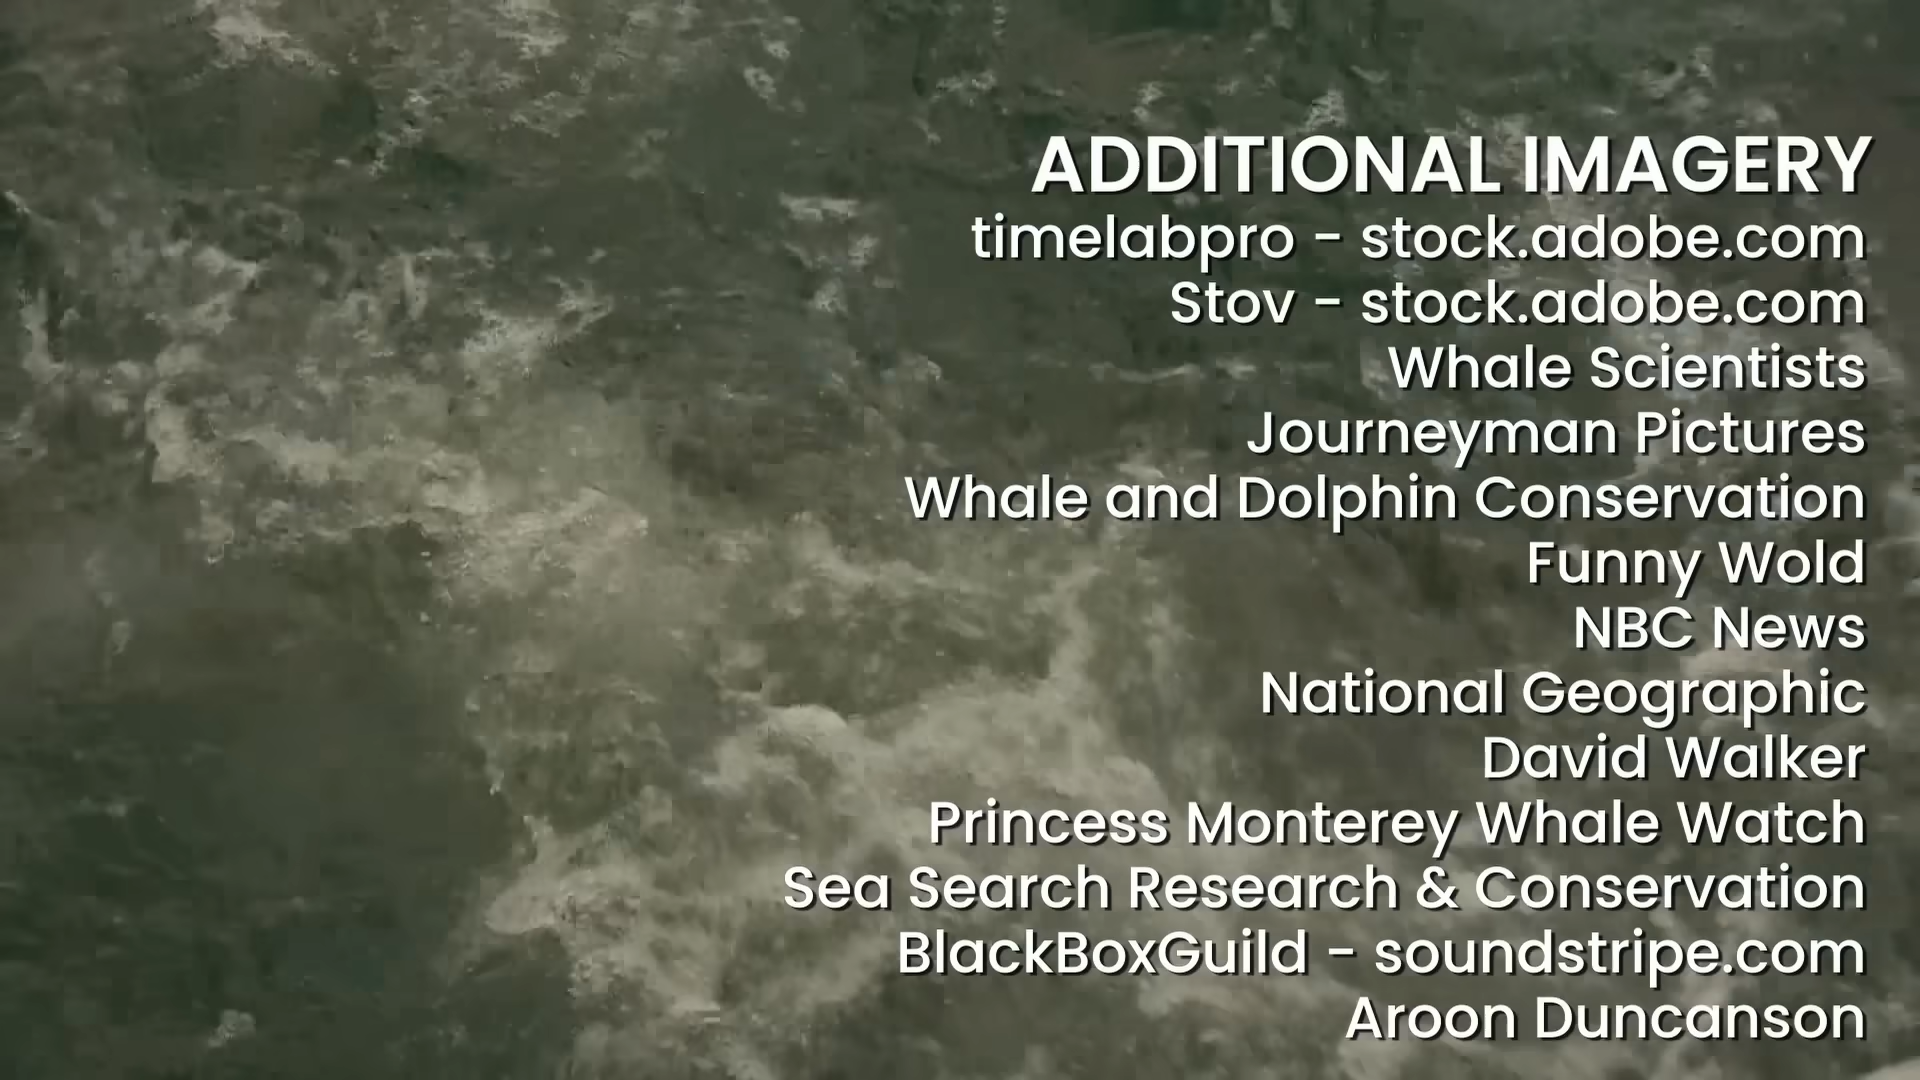 ADDITIONAL IMAGERY
timelabpro - stock.adobe.com
Stov - stock.adobe.com
Whale Scientists
Journeyman Pictures
Whale and Dolphin Conservation
Funny Wold
NBC News
National Geographic
David Walker
Princess Monterey Whale Watch
Sea Search Research & Conservation
BlackBoxGuild - soundstripe.com
Aroon Duncanson